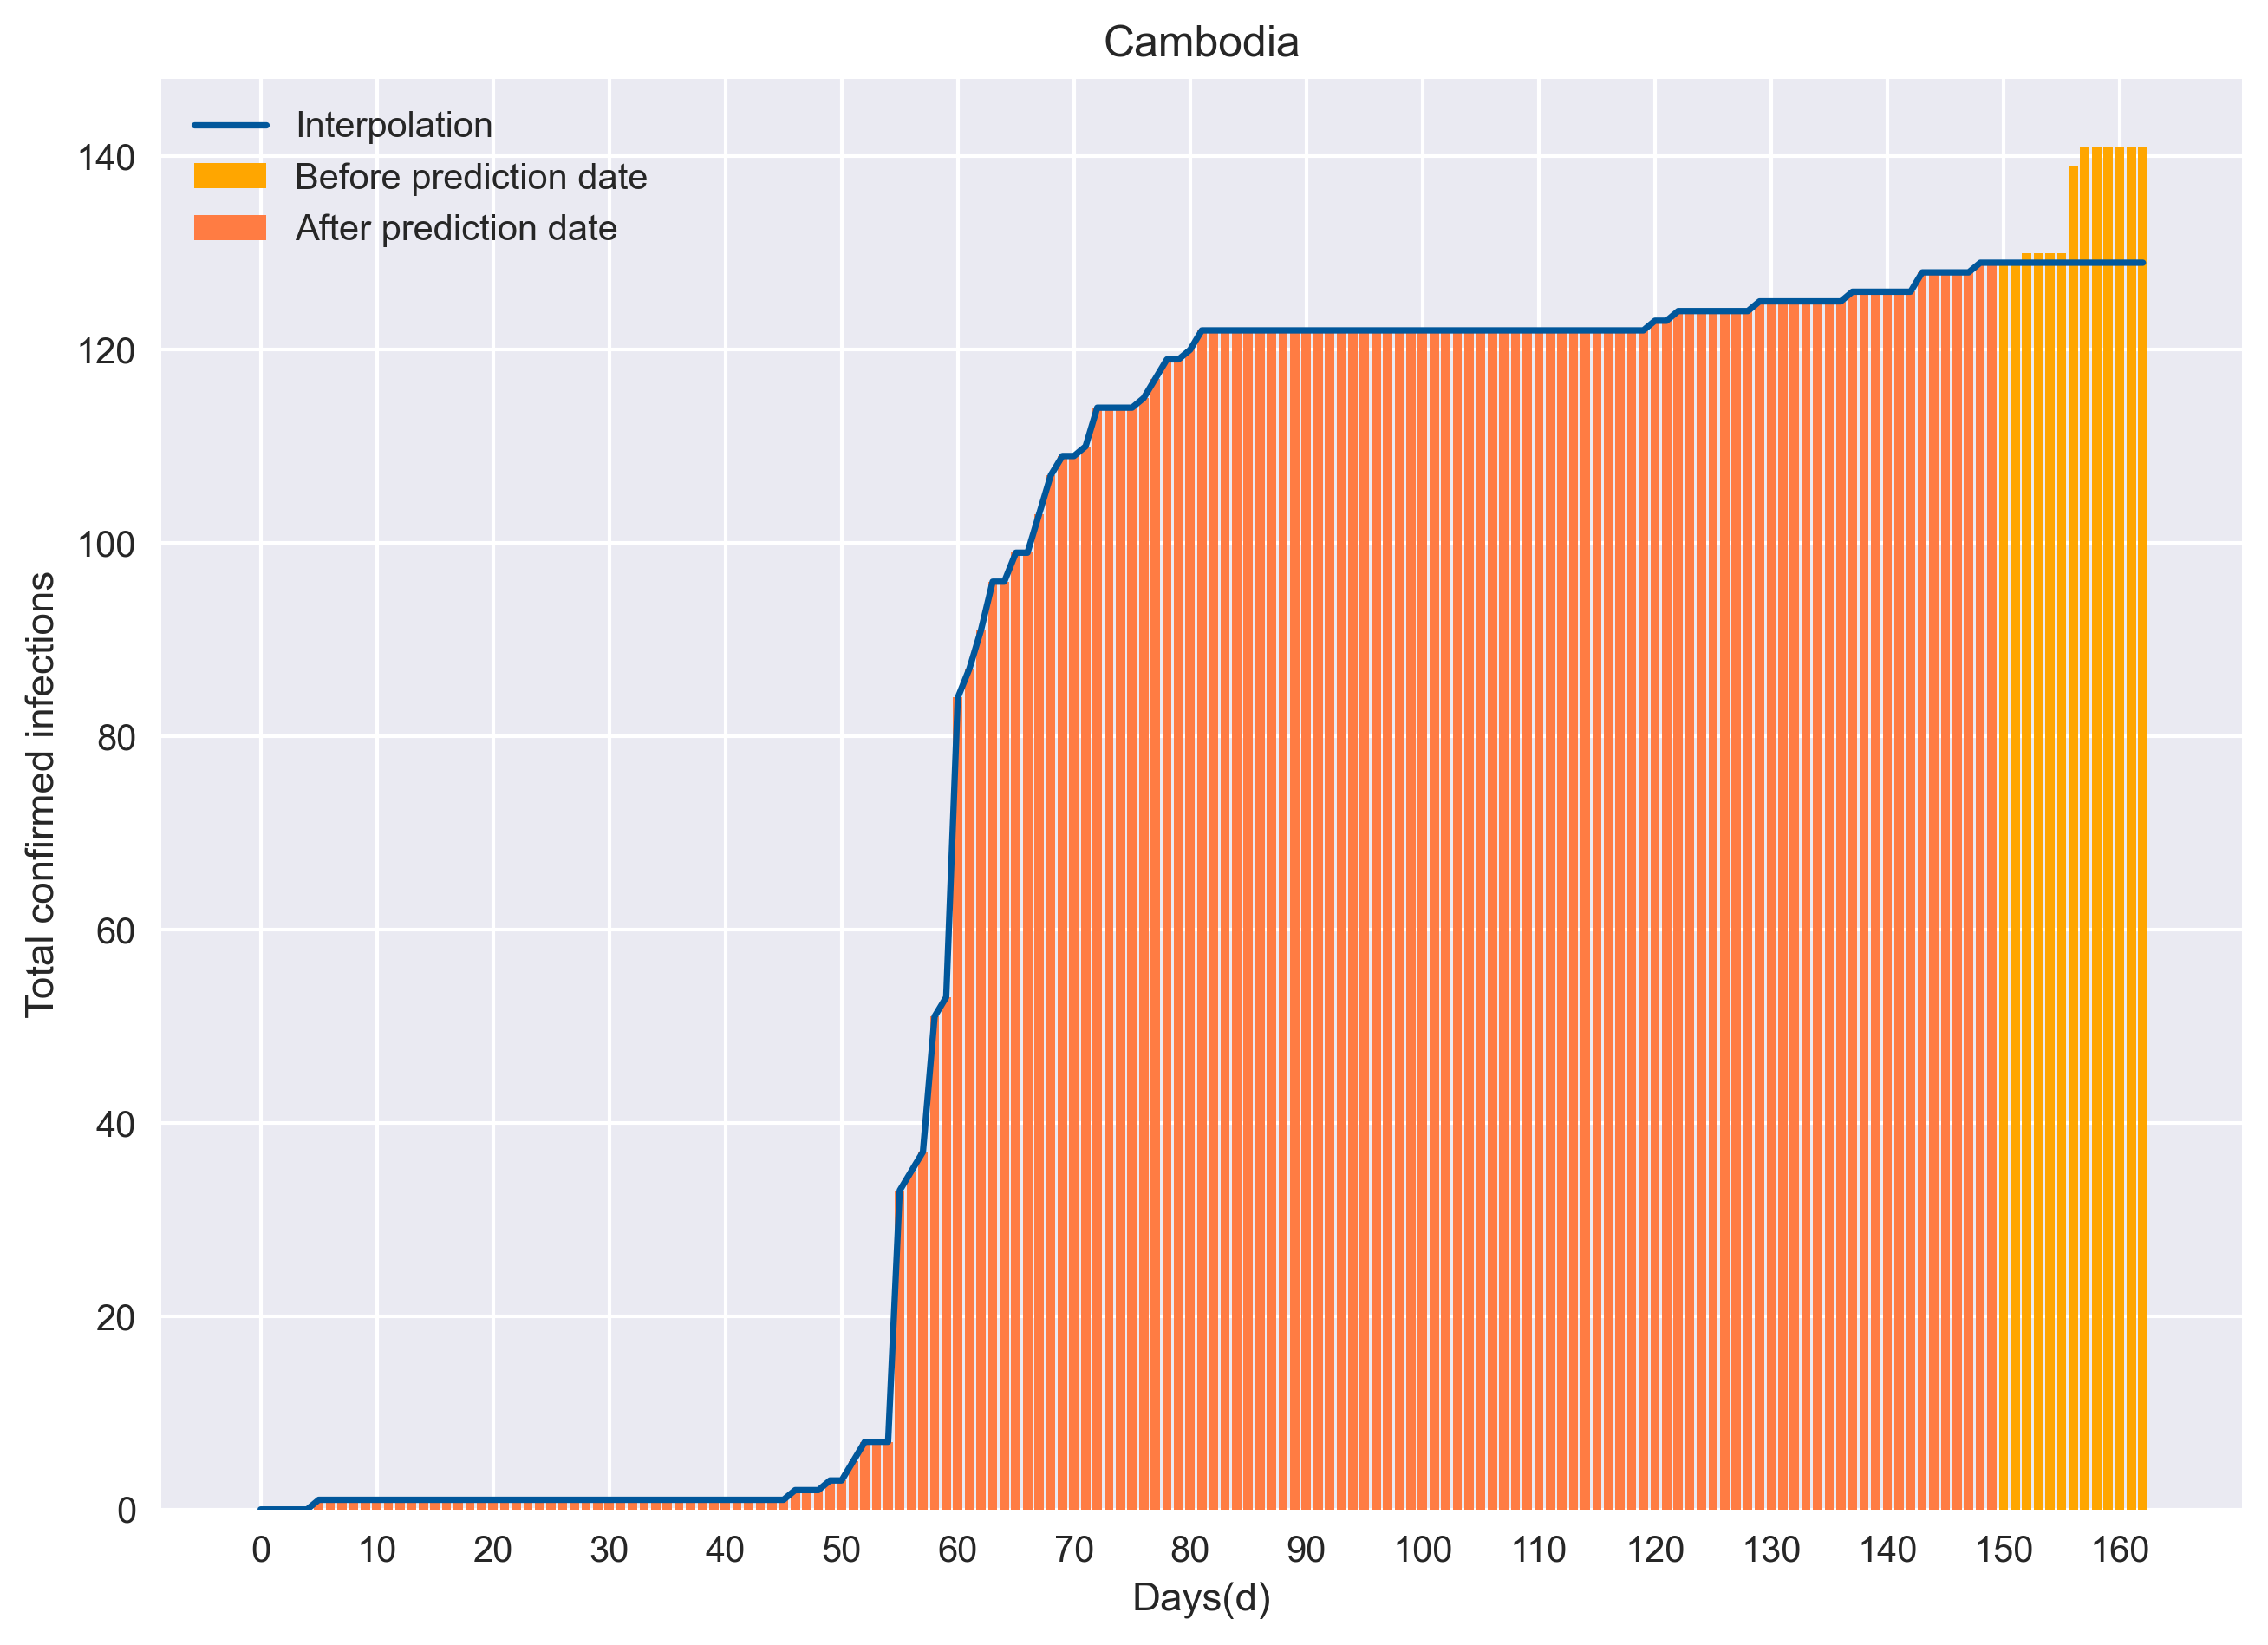 Cambodia
Interpolation
Before prediction date
After prediction date
Total confirmed infections
140
120
100
80
60
40
20
0
0 10 20 30 40 50 60 70 80 90 100 110 120 130 140 150 160
Days(d)